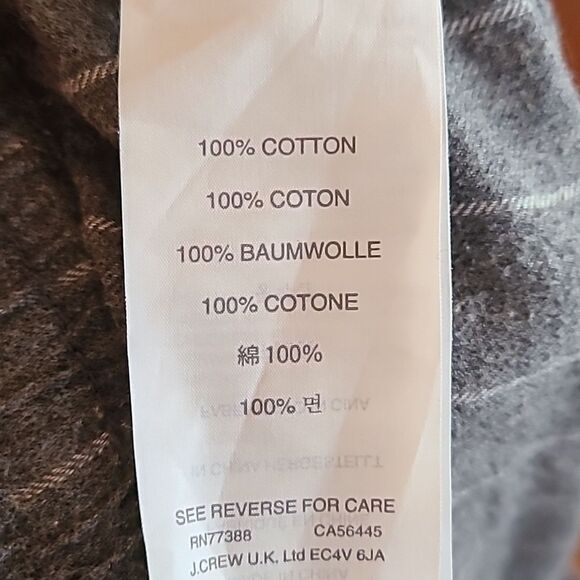 100% COTTON
100% COTON
100% BAUMWOLLE
100% COTONE
綿 100%
100% 면
SEE REVERSE FOR CARE
RN77388 CA56445
J.CREW U.K. Ltd EC4V 6JA